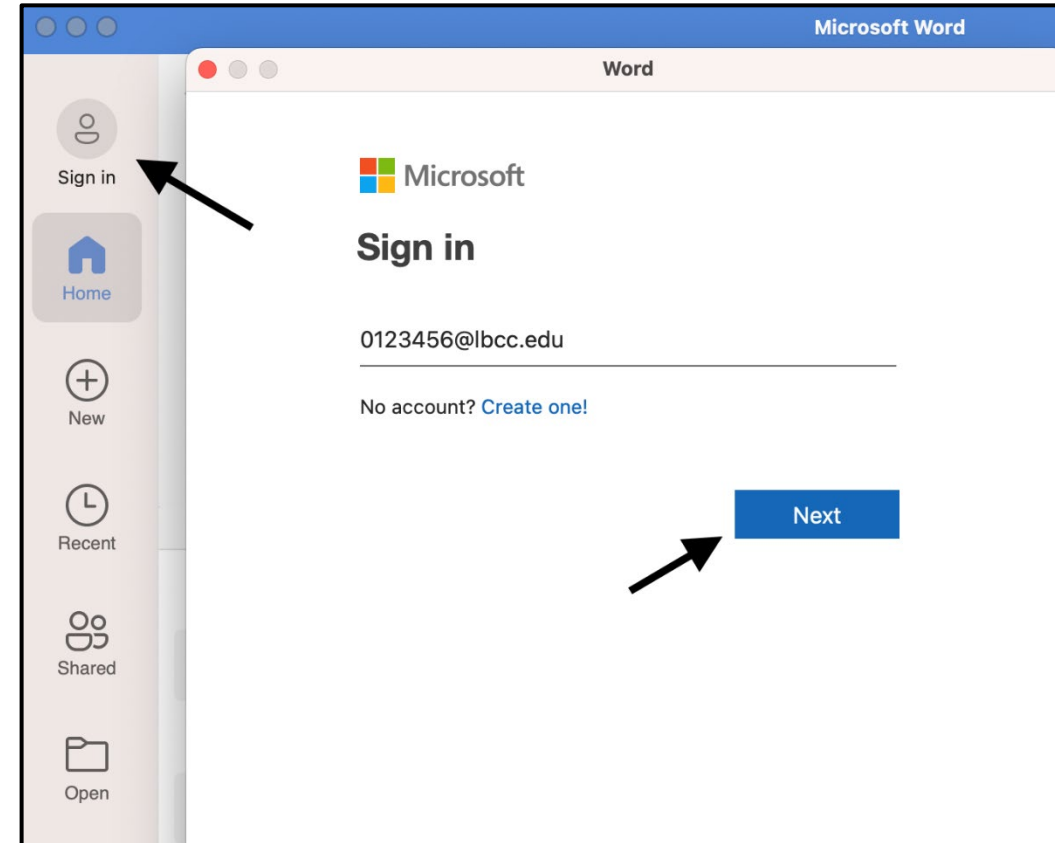 Microsoft Word
Word
Sign in
Home
New
Recent
Shared
Open
Microsoft
Sign in
0123456@lbcc.edu
No account? Create one!
Next